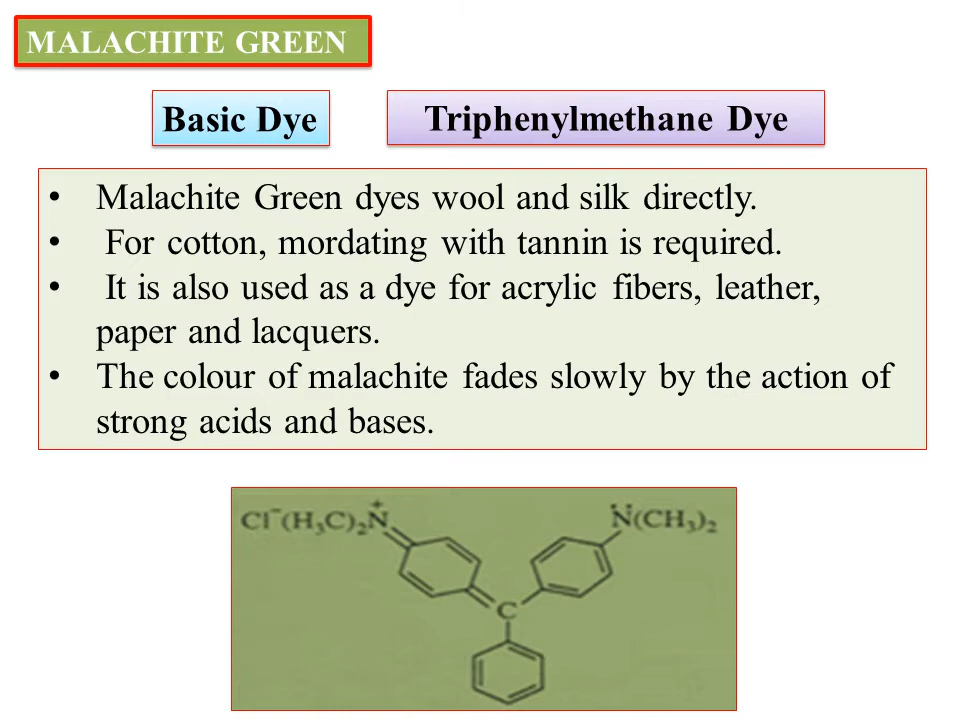 MALACHITE GREEN
Basic Dye
Triphenylmethane Dye
• Malachite Green dyes wool and silk directly.
• For cotton, mordating with tannin is required.
• It is also used as a dye for acrylic fibers, leather,
paper and lacquers.
• The colour of malachite fades slowly by the action of
strong acids and bases.
Cl⁻(H₃C)₂N⁺
N̈(CH₃)₂
C